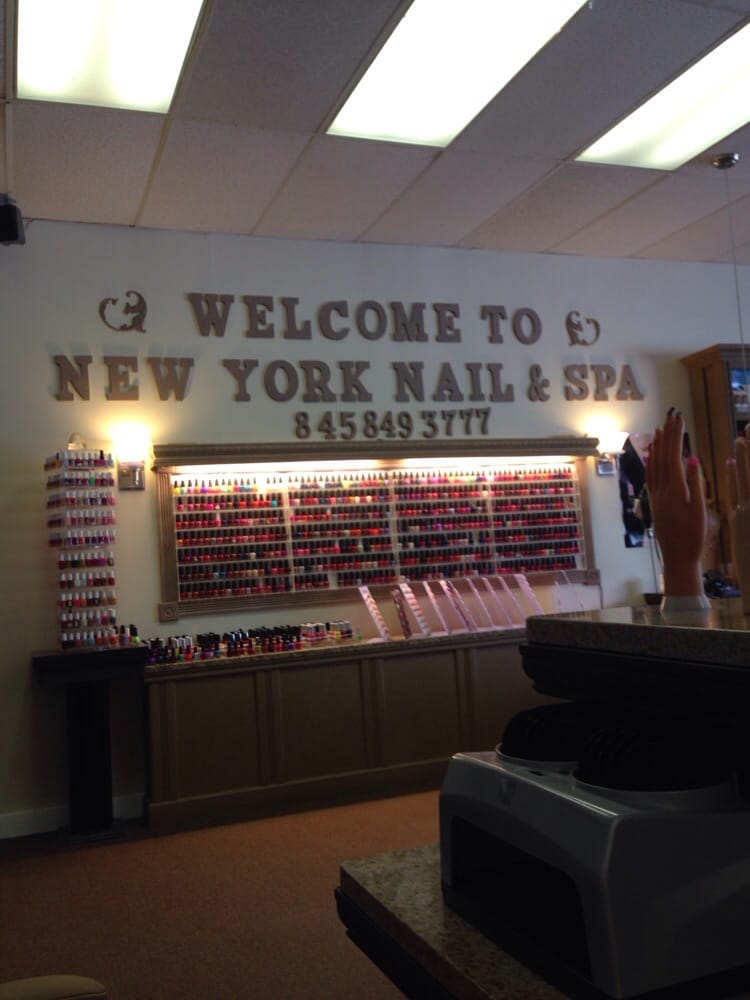 WELCOME TO
NEW YORK NAIL & SPA
845 849 3777